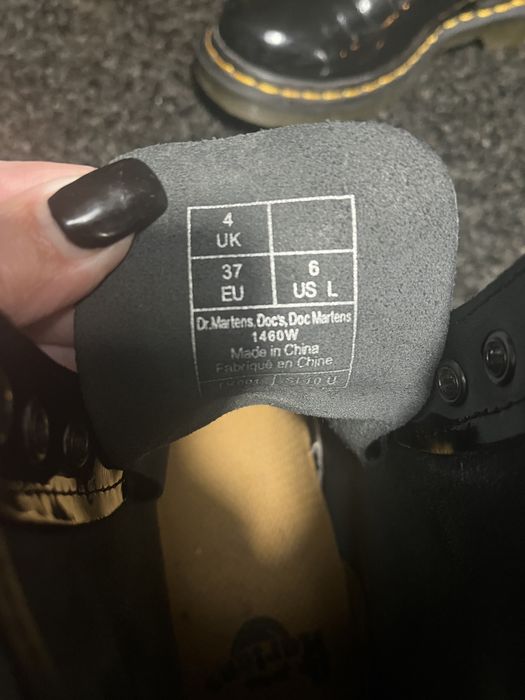 4
UK
37
EU
6
US L
Dr.Martens, Doc's, Doc Martens
1460W
Made in China
Fabriqué en Chine